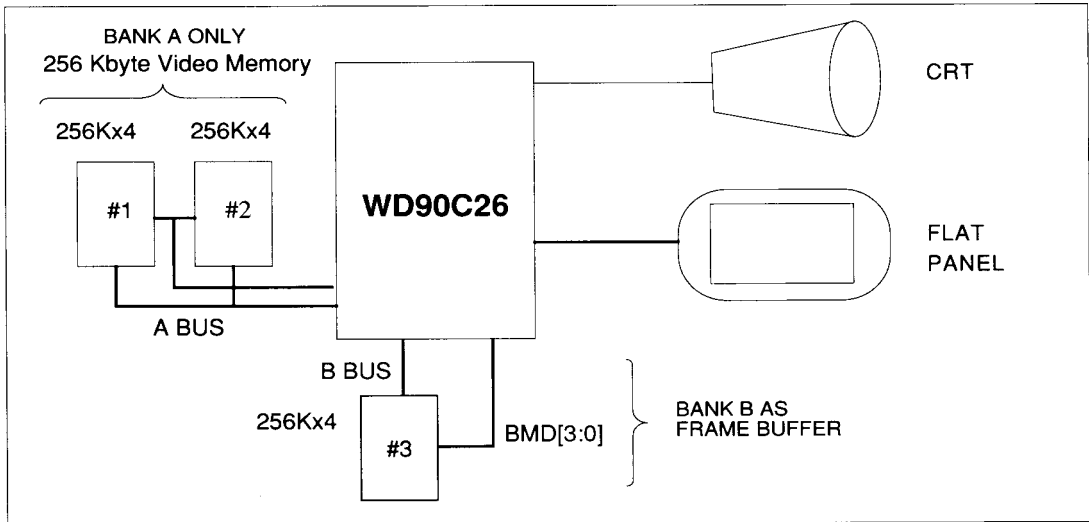 BANK A ONLY
256 Kbyte Video Memory
256Kx4
256Kx4
#1
#2
WD90C26
CRT
FLAT
PANEL
A BUS
B BUS
256Kx4
#3
BMD[3:0]
BANK B AS
FRAME BUFFER